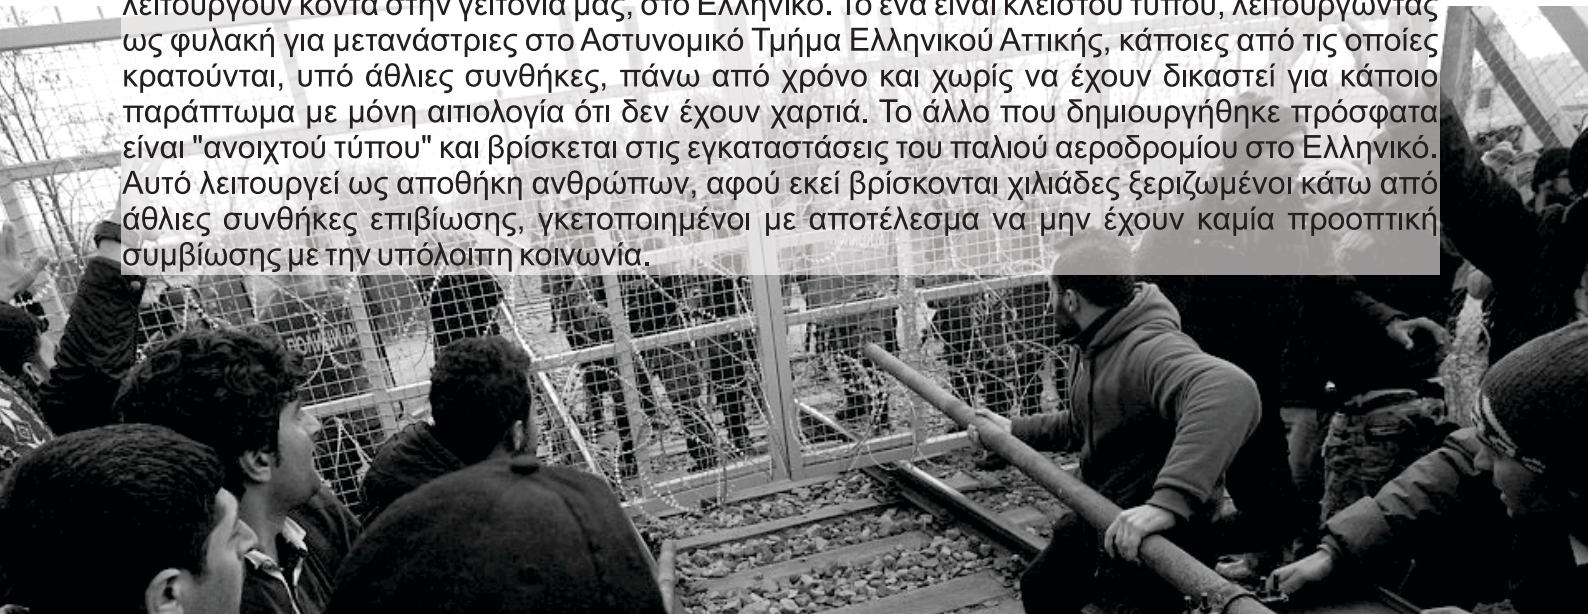 λειτουργούν κοντά στην γειτονιά μας, στο Ελληνικό. Το ένα είναι κλειστού τύπου, λειτουργώντας
ως φυλακή για μετανάστριες στο Αστυνομικό Τμήμα Ελληνικού Αττικής, κάποιες από τις οποίες
κρατούνται, υπό άθλιες συνθήκες, πάνω από χρόνο και χωρίς να έχουν δικαστεί για κάποιο
παράπτωμα με μόνη αιτιολογία ότι δεν έχουν χαρτιά. Το άλλο που δημιουργήθηκε πρόσφατα
είναι "ανοιχτού τύπου" και βρίσκεται στις εγκαταστάσεις του παλιού αεροδρομίου στο Ελληνικό.
Αυτό λειτουργεί ως αποθήκη ανθρώπων, αφού εκεί βρίσκονται χιλιάδες ξεριζωμένοι κάτω από
άθλιες συνθήκες επιβίωσης, γκετοποιημένοι με αποτέλεσμα να μην έχουν καμία προοπτική
συμβίωσης με την υπόλοιπη κοινωνία.